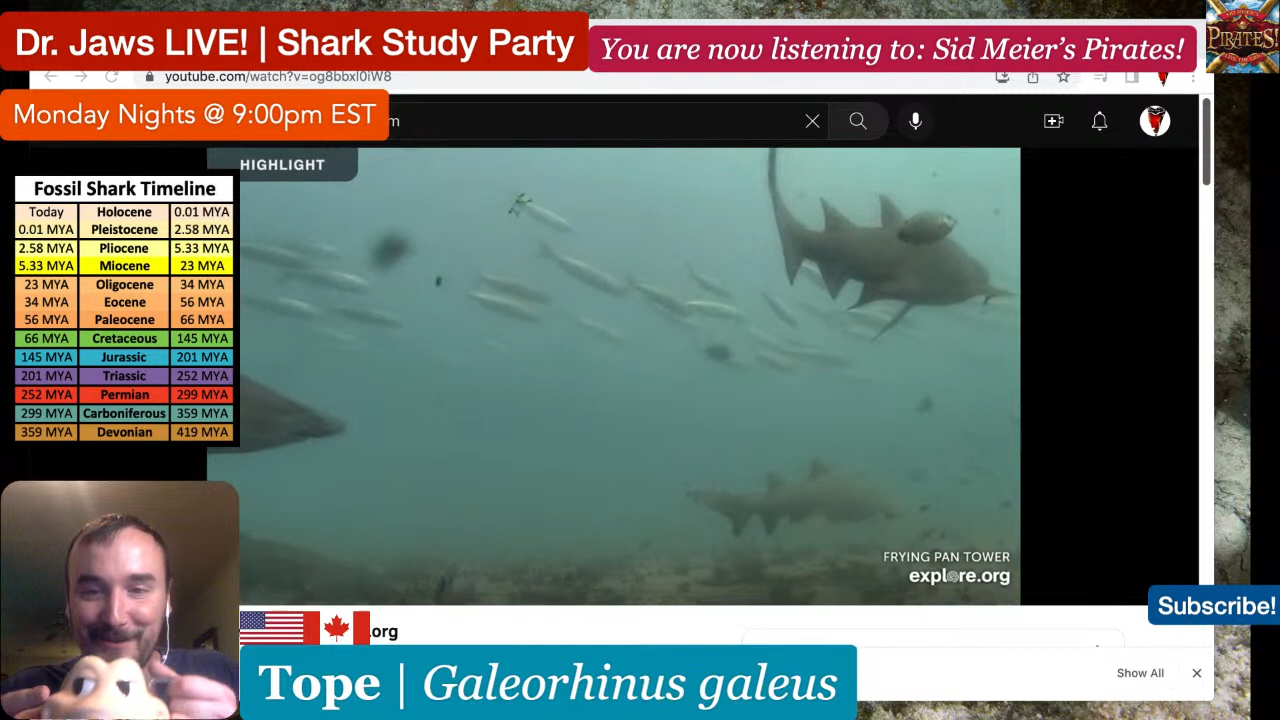 Dr. Jaws LIVE! | Shark Study Party
You are now listening to: Sid Meier's Pirates!
PIRATES!
youtube.com/watch?v=og8bbxl0iW8
Monday Nights @ 9:00pm EST
m
HIGHLIGHT
Fossil Shark Timeline
Today Holocene 0.01 MYA
0.01 MYA Pleistocene 2.58 MYA
2.58 MYA Pliocene 5.33 MYA
5.33 MYA Miocene 23 MYA
23 MYA Oligocene 34 MYA
34 MYA Eocene 56 MYA
56 MYA Paleocene 66 MYA
66 MYA Cretaceous 145 MYA
145 MYA Jurassic 201 MYA
201 MYA Triassic 252 MYA
252 MYA Permian 299 MYA
299 MYA Carboniferous 359 MYA
359 MYA Devonian 419 MYA
FRYING PAN TOWER
explore.org
Subscribe!
.org
Show All
Tope | Galeorhinus galeus